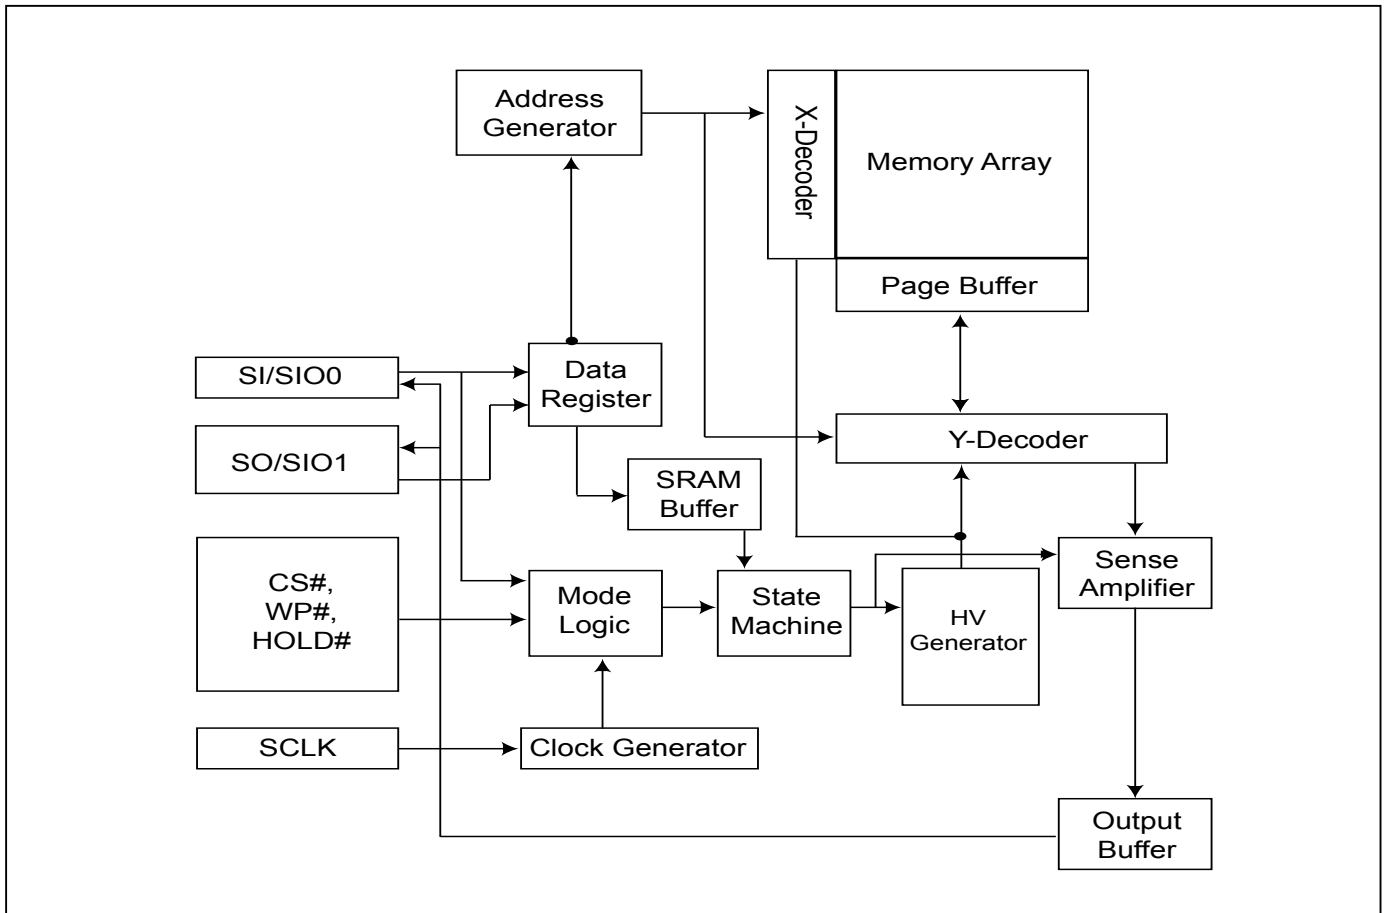 Address
Generator
X-Decoder
Memory Array
Page Buffer
SI/SIO0
Data
Register
SO/SIO1
Y-Decoder
SRAM
Buffer
CS#,
WP#,
HOLD#
Mode
Logic
State
Machine
HV
Generator
Sense
Amplifier
SCLK
Clock Generator
Output
Buffer